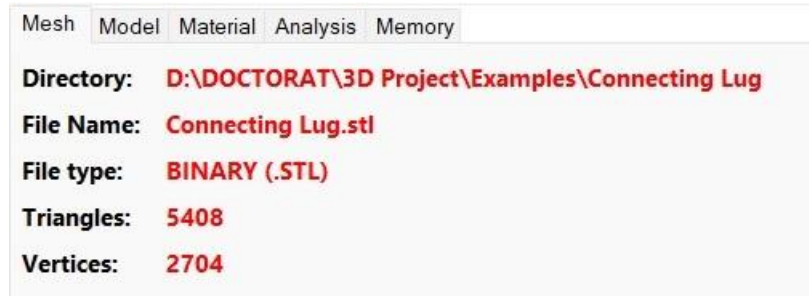 Mesh Model Material Analysis Memory
Directory: D:\DOCTORAT\3D Project\Examples\Connecting Lug
File Name: Connecting Lug.stl
File type: BINARY (.STL)
Triangles: 5408
Vertices: 2704